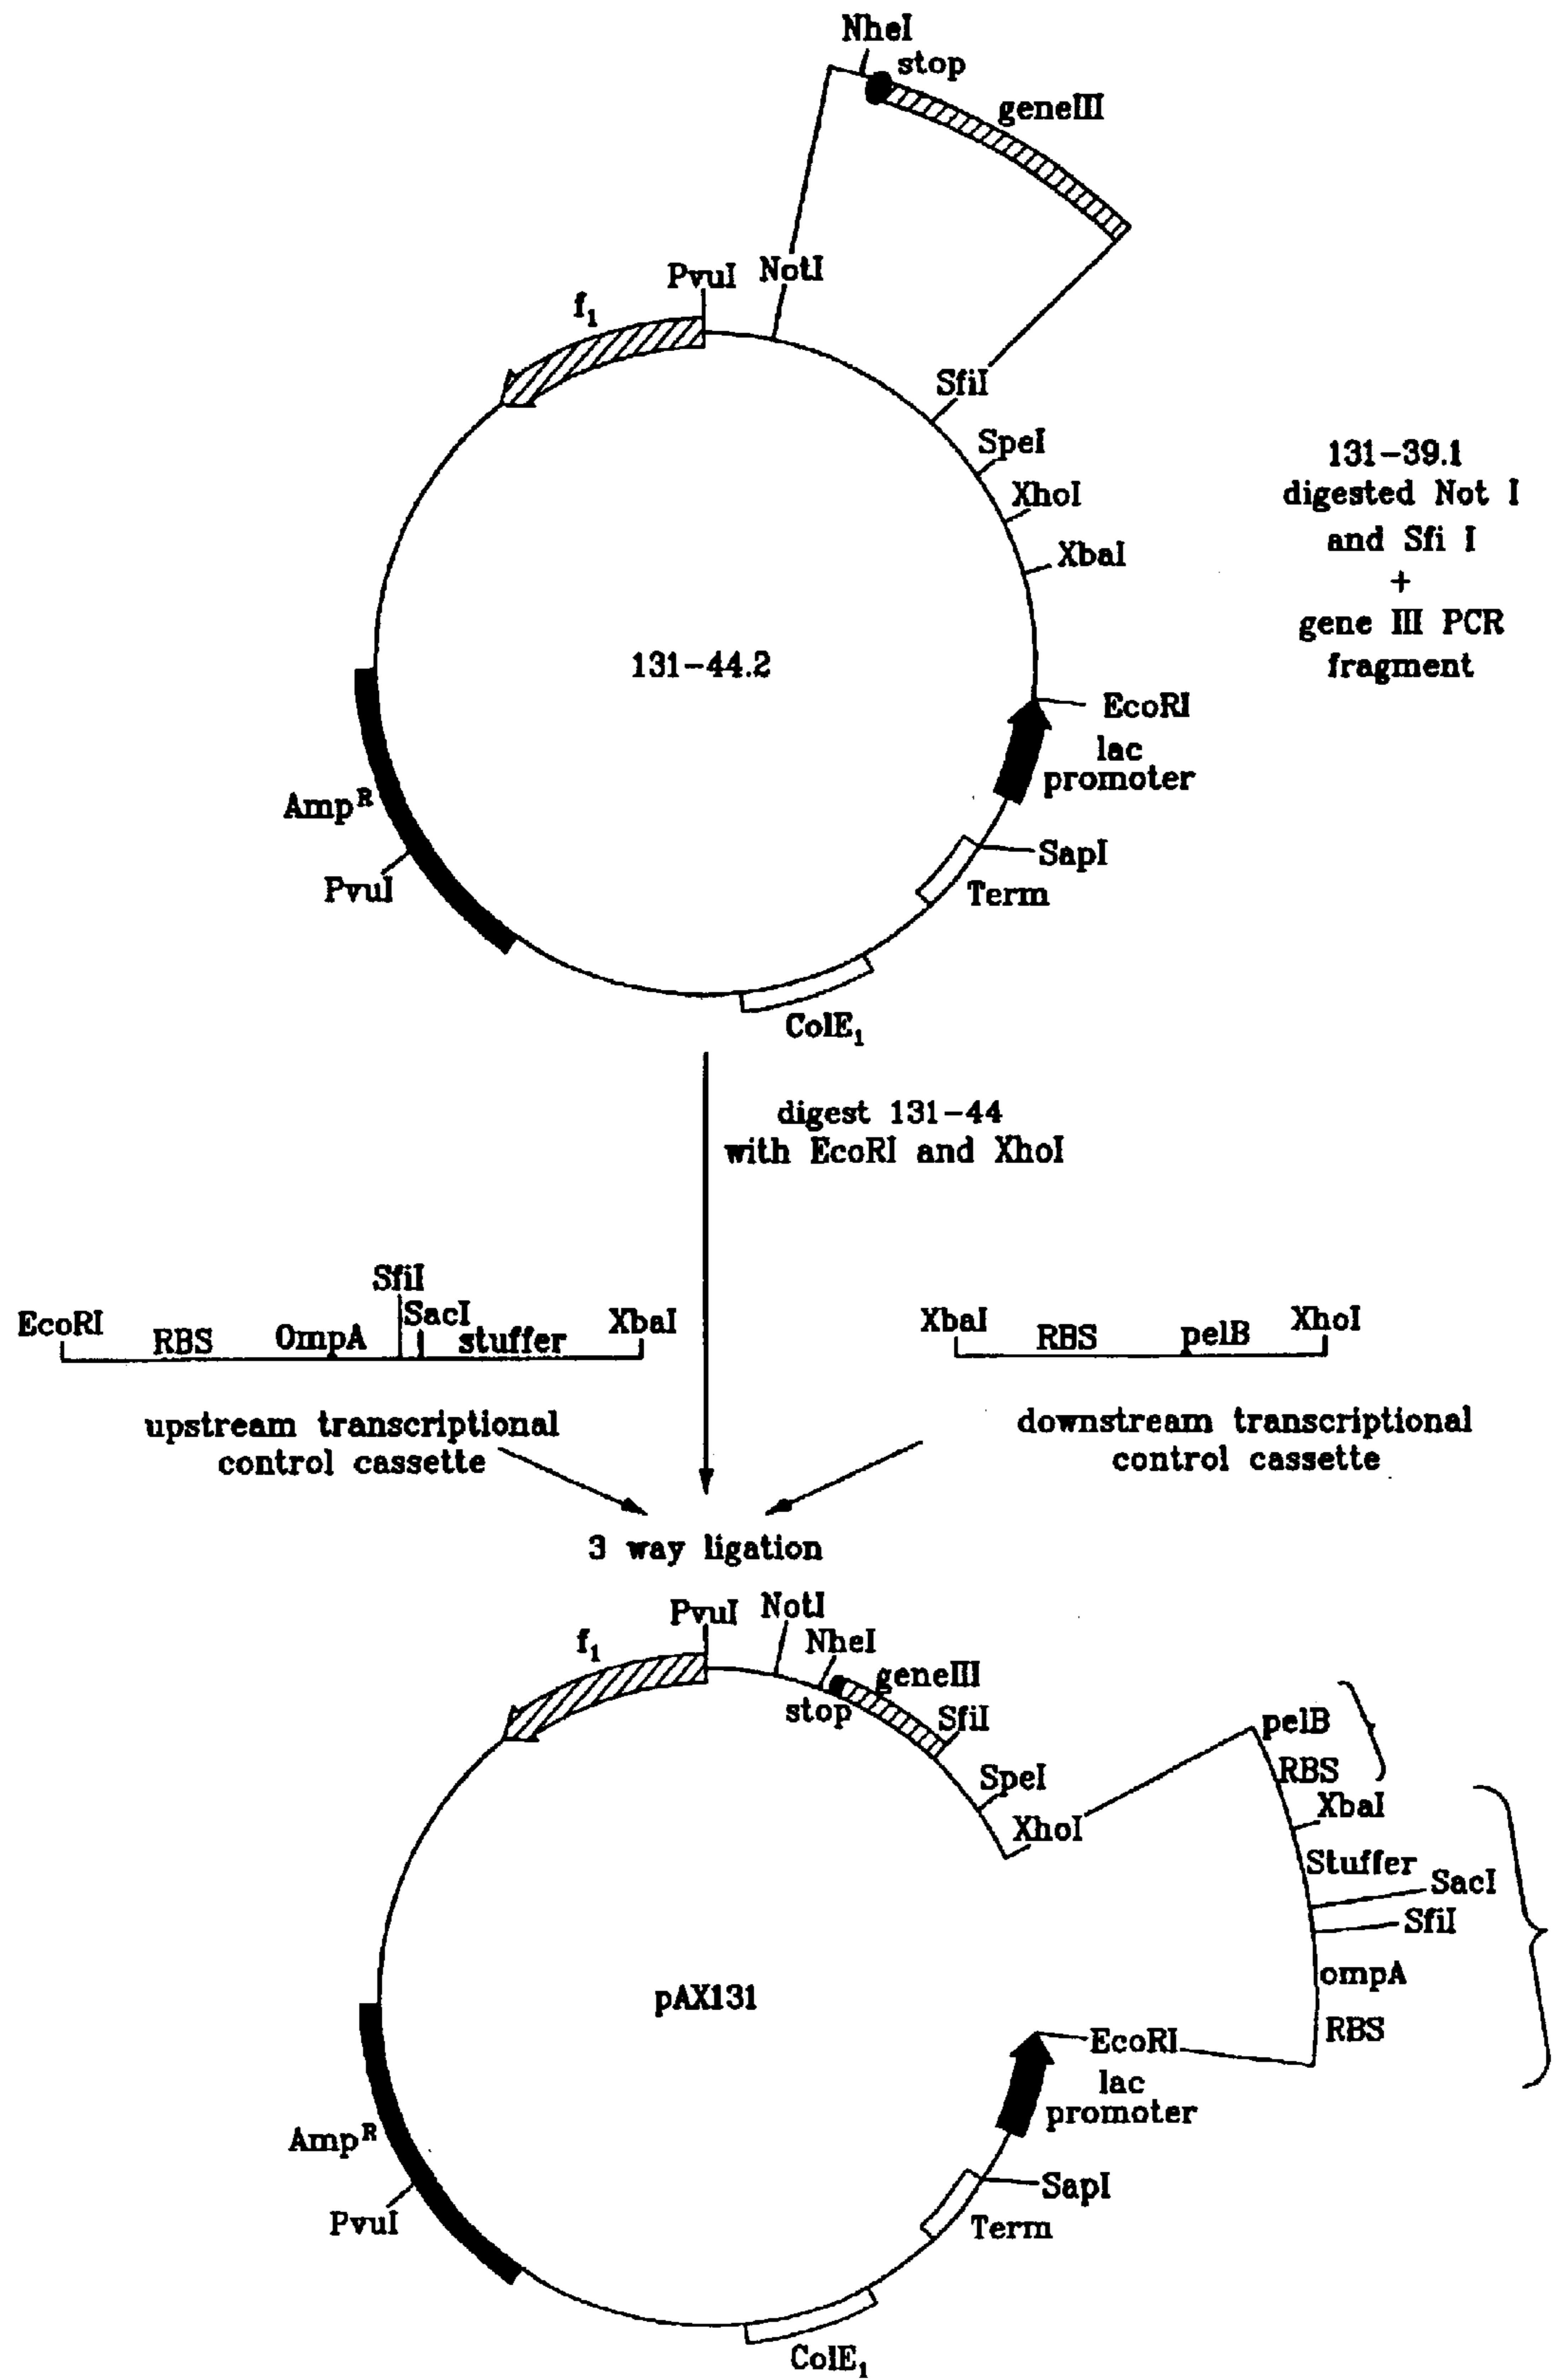 NheI
stop
geneIII
PvuI
NotI
f1
SfiI
SpeI
XhoI
XbaI
131-39.1
digested Not I
and Sfi I
+
gene III PCR
fragment
131-44.2
EcoRI
lac
promoter
AmpR
SapI
PvuI
Term
ColE1
digest 131-44
with EcoRI and XhoI
EcoRI
RBS
OmpA
SfiI
SacI
stuffer
XbaI
XbaI
RBS
pelB
XhoI
upstream transcriptional
control cassette
downstream transcriptional
control cassette
3 way ligation
PvuI
NotI
NheI
f1
geneIII
stop
SfiI
SpeI
XhoI
pelB
RBS
XbaI
Stuffer
SacI
SfiI
ompA
RBS
pAX131
EcoRI
lac
promoter
AmpR
SapI
PvuI
Term
ColE1